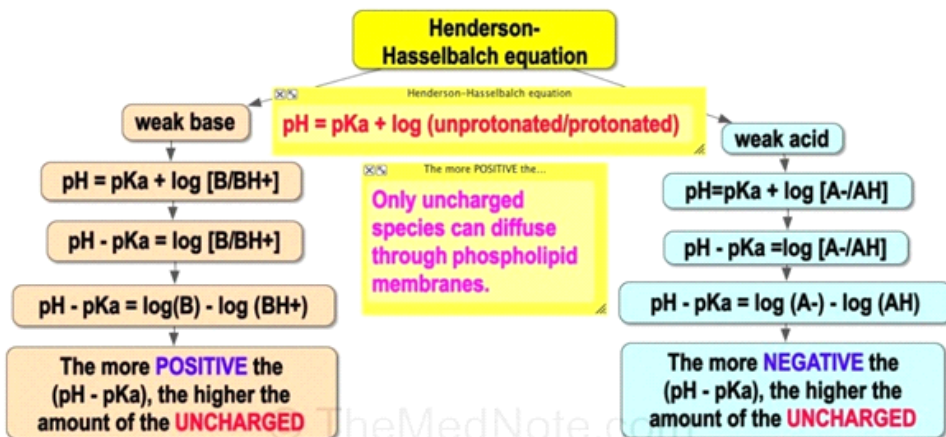 Henderson-
Hasselbalch equation
Henderson-Hasselbalch equation
pH = pKa + log (unprotonated/protonated)
weak base
pH = pKa + log [B/BH+]
pH - pKa = log [B/BH+]
pH - pKa = log(B) - log (BH+)
The more POSITIVE the
(pH - pKa), the higher the
amount of the UNCHARGED
The more POSITIVE the...
Only uncharged
species can diffuse
through phospholipid
membranes.
weak acid
pH=pKa + log [A-/AH]
pH - pKa =log [A-/AH]
pH - pKa = log (A-) - log (AH)
The more NEGATIVE the
(pH - pKa), the higher the
amount of the UNCHARGED
© TheMedNote.com